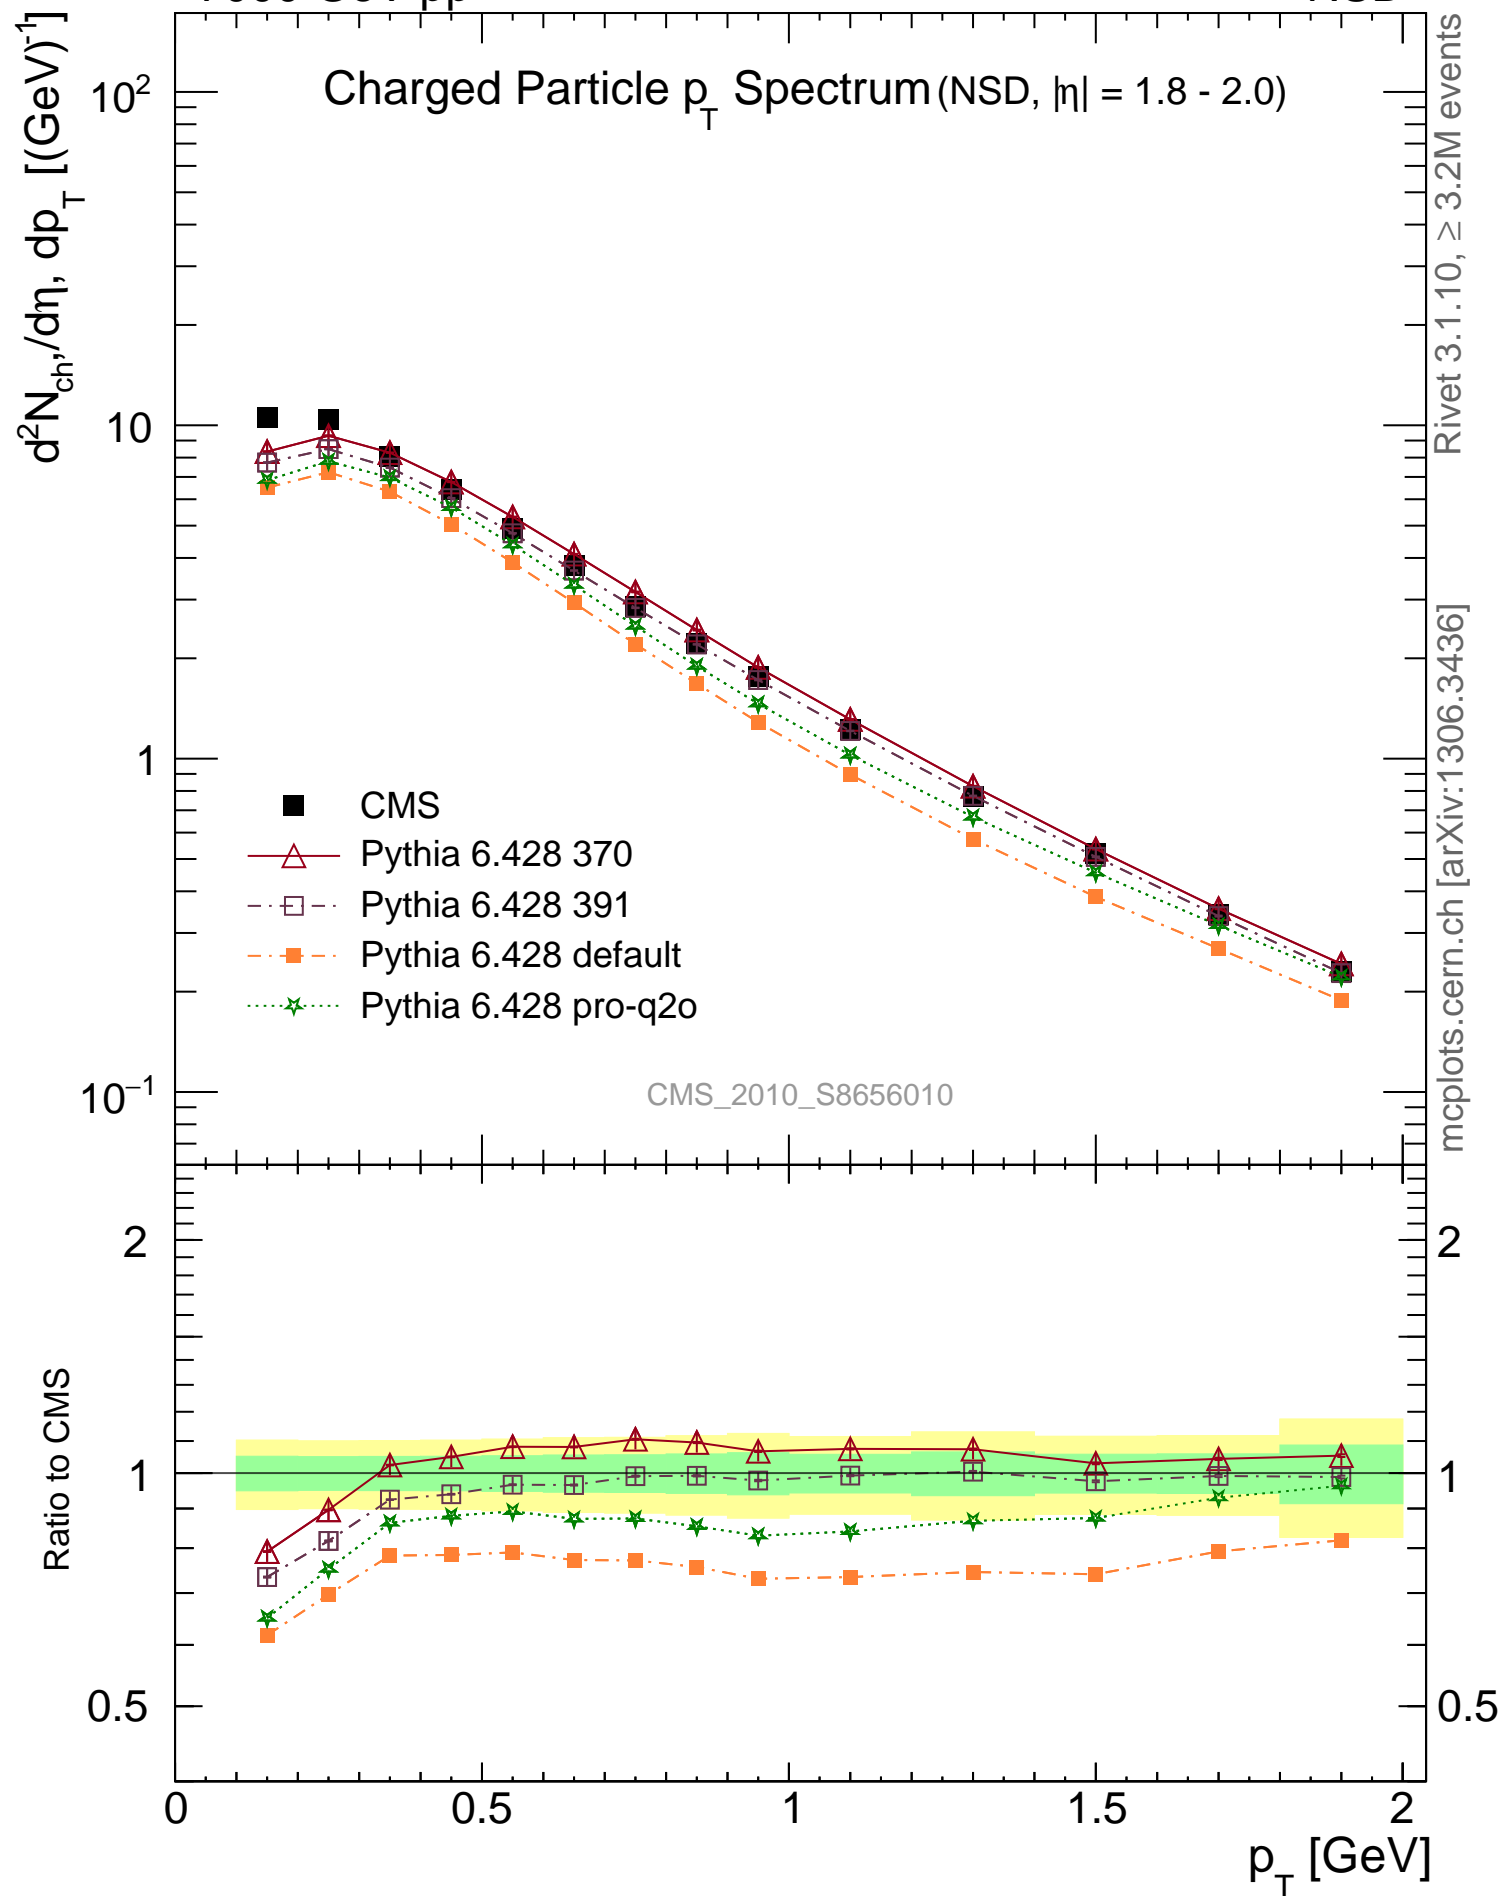 Charged Particle p_T Spectrum (NSD, |η| = 1.8 - 2.0)
d²N_ch,/dη, dp_T [(GeV)⁻¹]
10²
10
1
10⁻¹
CMS
Pythia 6.428 370
Pythia 6.428 391
Pythia 6.428 default
Pythia 6.428 pro-q2o
CMS_2010_S8656010
Rivet 3.1.10, ≥ 3.2M events
mcplots.cern.ch [arXiv:1306.3436]
Ratio to CMS
2
1
0.5
2
1
0.5
0 0.5 1 1.5 2
p_T [GeV]